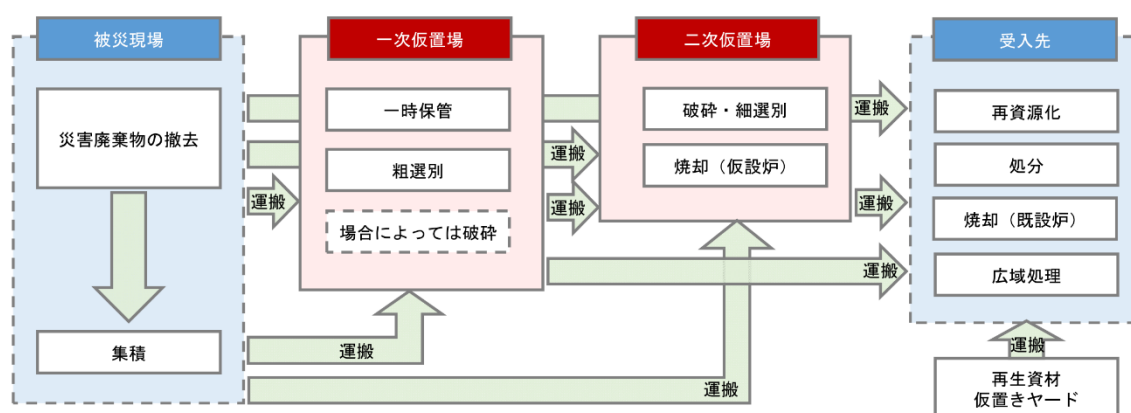 被災現場
災害廃棄物の撤去
集積
運搬
一次仮置場
一時保管
粗選別
場合によっては破砕
運搬
運搬
運搬
運搬
二次仮置場
破砕・細選別
焼却（仮設炉）
運搬
運搬
運搬
受入先
再資源化
処分
焼却（既設炉）
広域処理
運搬
再生資材
仮置きヤード